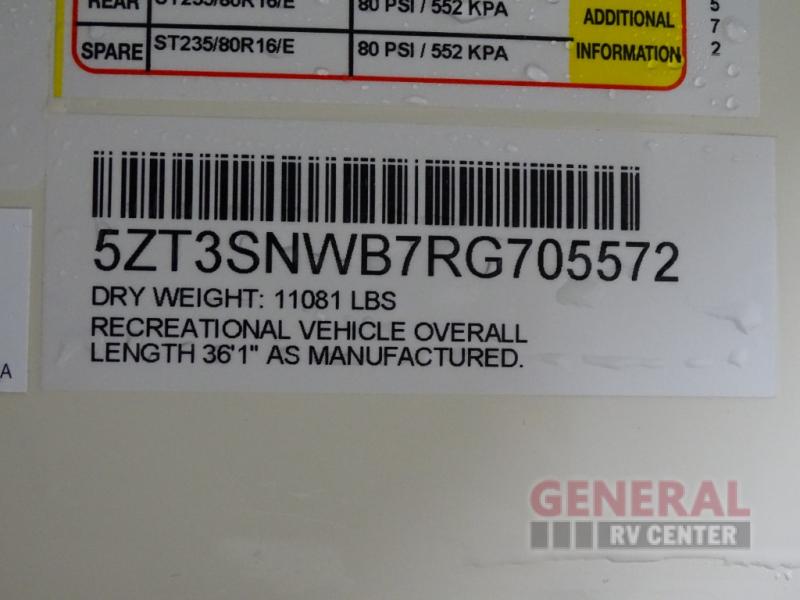 REAR ST235/80R16/E 80 PSI / 552 KPA
SPARE ST235/80R16/E 80 PSI / 552 KPA
ADDITIONAL
INFORMATION
5
7
2
5ZT3SNWB7RG705572
DRY WEIGHT: 11081 LBS
RECREATIONAL VEHICLE OVERALL
LENGTH 36'1" AS MANUFACTURED.
A
GENERAL
RV CENTER